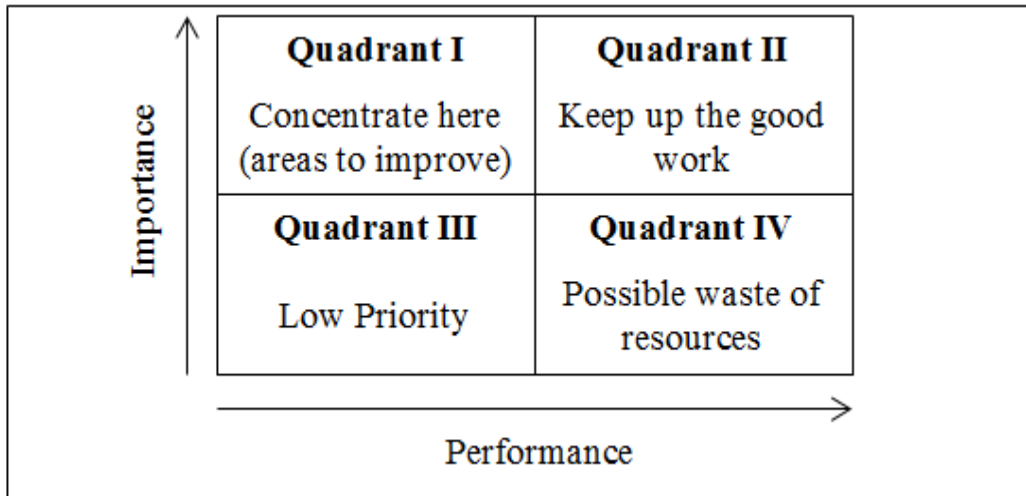 Importance
Quadrant I
Concentrate here
(areas to improve)
Quadrant II
Keep up the good
work
Quadrant III
Low Priority
Quadrant IV
Possible waste of
resources
Performance